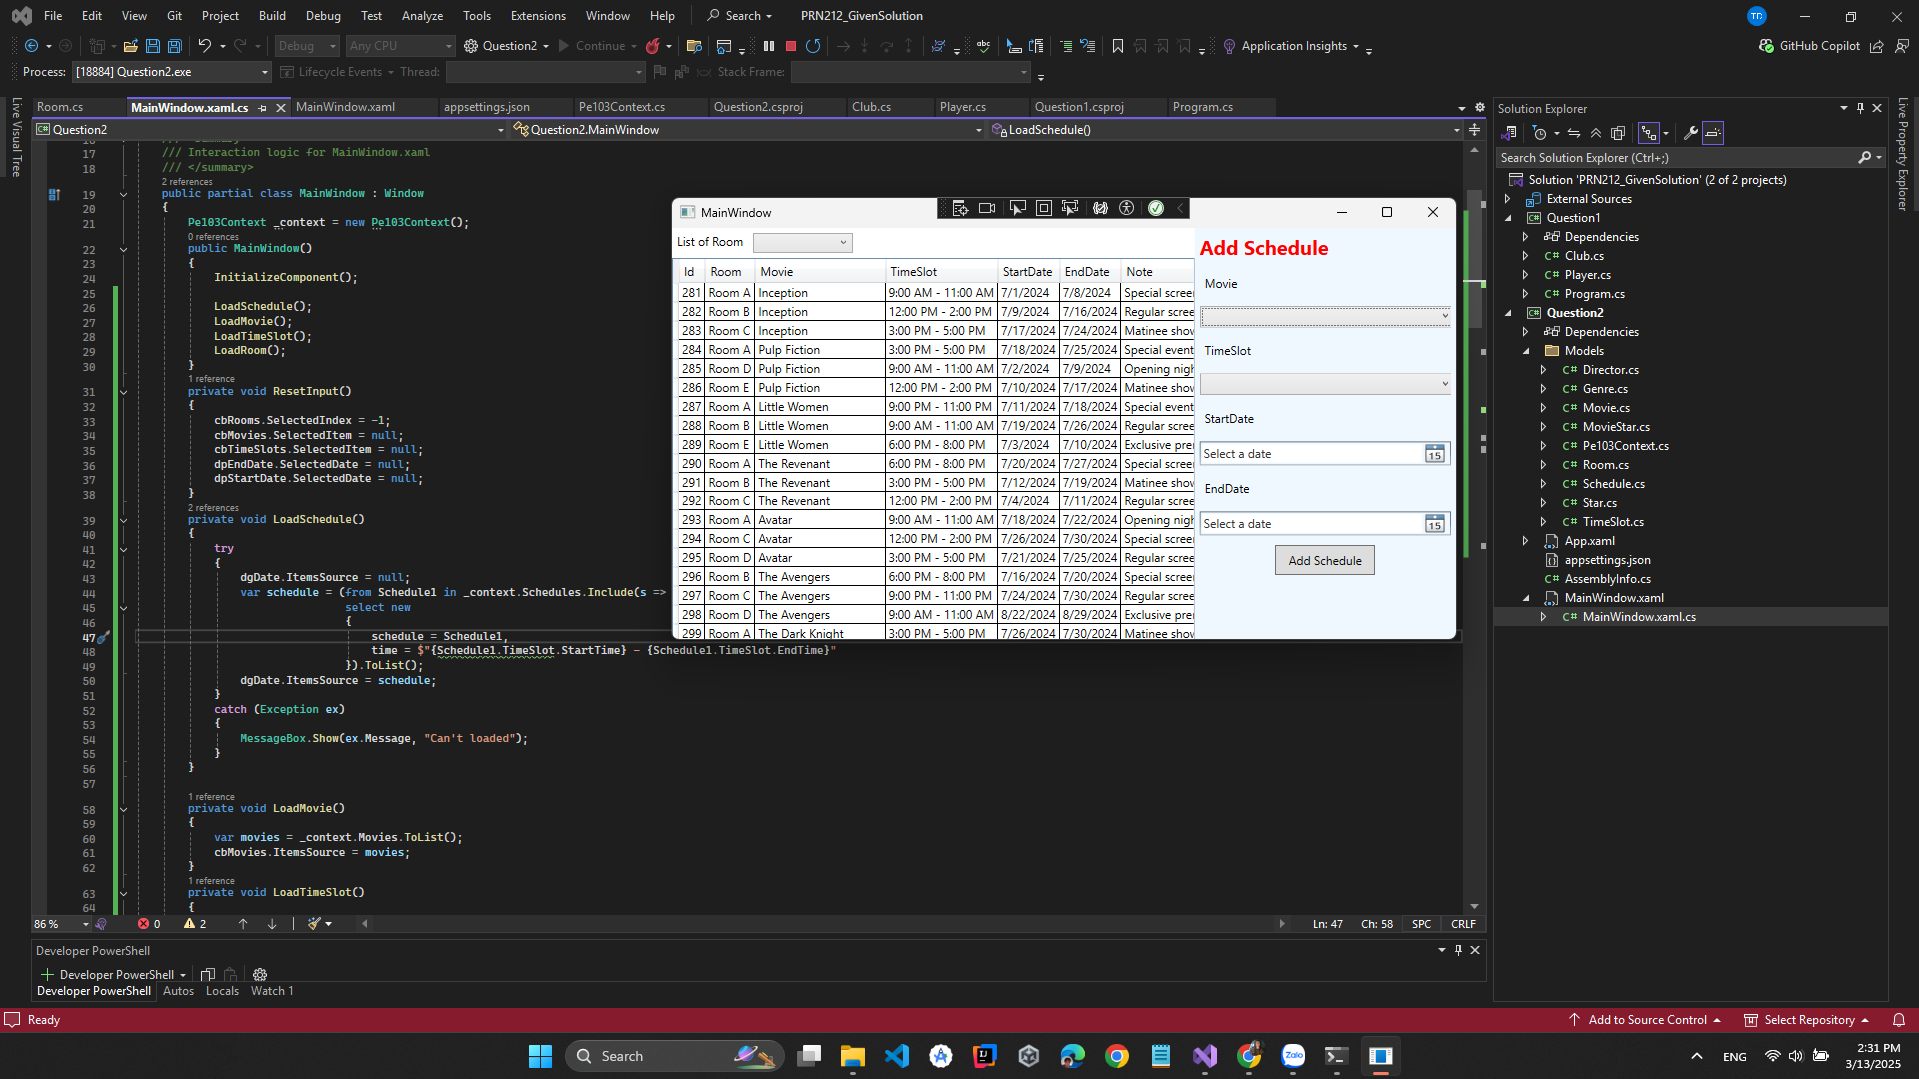 File Edit View Git Project Build Debug Test Analyze Tools Extensions Window Help Search PRN212_GivenSolution TD
Debug Any CPU Question2 Continue Application Insights GitHub Copilot
Process: [18884] Question2.exe Lifecycle Events Thread: Stack Frame:
Live Visual Tree
Room.cs MainWindow.xaml.cs MainWindow.xaml appsettings.json Pe103Context.cs Question2.csproj Club.cs Player.cs Question1.csproj Program.cs
Question2 Question2.MainWindow LoadSchedule()
17 /// Interaction logic for MainWindow.xaml
18 /// </summary>
2 references
19 public partial class MainWindow : Window
20 {
21 Pe103Context _context = new Pe103Context();
0 references
22 public MainWindow()
23 {
24 InitializeComponent();
25
26 LoadSchedule();
27 LoadMovie();
28 LoadTimeSlot();
29 LoadRoom();
30 }
1 reference
31 private void ResetInput()
32 {
33 cbRooms.SelectedIndex = -1;
34 cbMovies.SelectedItem = null;
35 cbTimeSlots.SelectedItem = null;
36 dpEndDate.SelectedDate = null;
37 dpStartDate.SelectedDate = null;
38 }
2 references
39 private void LoadSchedule()
40 {
41 try
42 {
43 dgDate.ItemsSource = null;
44 var schedule = (from Schedule1 in _context.Schedules.Include(s =>
45 select new
46 {
47 schedule = Schedule1,
48 time = $"{Schedule1.TimeSlot.StartTime} - {Schedule1.TimeSlot.EndTime}"
49 }).ToList();
50 dgDate.ItemsSource = schedule;
51 }
52 catch (Exception ex)
53 {
54 MessageBox.Show(ex.Message, "Can't loaded");
55 }
56 }
57
1 reference
58 private void LoadMovie()
59 {
60 var movies = _context.Movies.ToList();
61 cbMovies.ItemsSource = movies;
62 }
1 reference
63 private void LoadTimeSlot()
64 {
MainWindow
List of Room
Id Room Movie TimeSlot StartDate EndDate Note
281 Room A Inception 9:00 AM - 11:00 AM 7/1/2024 7/8/2024 Special scree
282 Room B Inception 12:00 PM - 2:00 PM 7/9/2024 7/16/2024 Regular scree
283 Room C Inception 3:00 PM - 5:00 PM 7/17/2024 7/24/2024 Matinee show
284 Room A Pulp Fiction 3:00 PM - 5:00 PM 7/18/2024 7/25/2024 Special event
285 Room D Pulp Fiction 9:00 AM - 11:00 AM 7/2/2024 7/9/2024 Opening nigh
286 Room E Pulp Fiction 12:00 PM - 2:00 PM 7/10/2024 7/17/2024 Matinee show
287 Room A Little Women 9:00 PM - 11:00 PM 7/11/2024 7/18/2024 Special event
288 Room B Little Women 9:00 AM - 11:00 AM 7/19/2024 7/26/2024 Regular scree
289 Room E Little Women 6:00 PM - 8:00 PM 7/3/2024 7/10/2024 Exclusive pre
290 Room A The Revenant 6:00 PM - 8:00 PM 7/20/2024 7/27/2024 Special scree
291 Room B The Revenant 3:00 PM - 5:00 PM 7/12/2024 7/19/2024 Matinee show
292 Room C The Revenant 12:00 PM - 2:00 PM 7/4/2024 7/11/2024 Regular scree
293 Room A Avatar 9:00 AM - 11:00 AM 7/18/2024 7/22/2024 Opening nigh
294 Room C Avatar 12:00 PM - 2:00 PM 7/26/2024 7/30/2024 Special scree
295 Room D Avatar 3:00 PM - 5:00 PM 7/21/2024 7/25/2024 Regular scree
296 Room B The Avengers 6:00 PM - 8:00 PM 7/16/2024 7/20/2024 Special scree
297 Room C The Avengers 9:00 PM - 11:00 PM 7/24/2024 7/30/2024 Regular scree
298 Room D The Avengers 9:00 AM - 11:00 AM 8/22/2024 8/29/2024 Exclusive pre
299 Room A The Dark Knight 3:00 PM - 5:00 PM 7/26/2024 7/30/2024 Matinee show
Add Schedule
Movie
TimeSlot
StartDate
Select a date 15
EndDate
Select a date 15
Add Schedule
86 % 0 2 Ln: 47 Ch: 58 SPC CRLF
Solution Explorer
Search Solution Explorer (Ctrl+;)
Solution 'PRN212_GivenSolution' (2 of 2 projects)
External Sources
Question1
Dependencies
C# Club.cs
C# Player.cs
C# Program.cs
Question2
Dependencies
Models
C# Director.cs
C# Genre.cs
C# Movie.cs
C# MovieStar.cs
C# Pe103Context.cs
C# Room.cs
C# Schedule.cs
C# Star.cs
C# TimeSlot.cs
App.xaml
appsettings.json
C# AssemblyInfo.cs
MainWindow.xaml
C# MainWindow.xaml.cs
Live Property Explorer
Developer PowerShell
Developer PowerShell
Developer PowerShell Autos Locals Watch 1
Ready Add to Source Control Select Repository
Search Zalo ENG 2:31 PM
3/13/2025